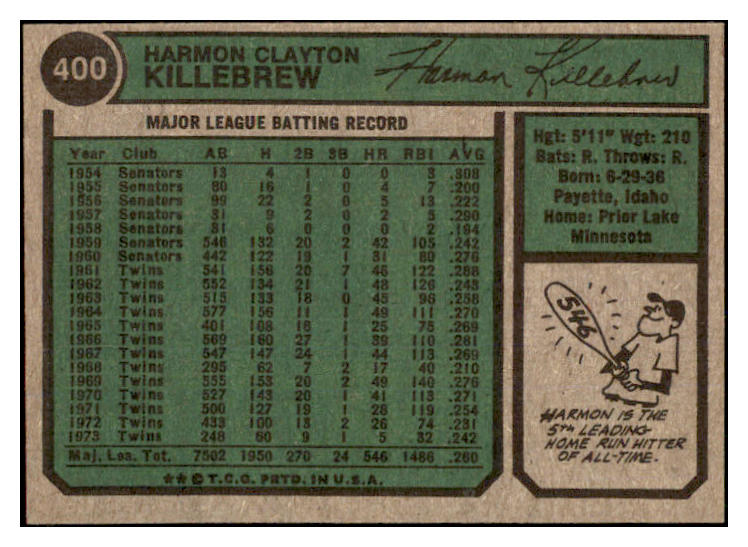 400
HARMON CLAYTON
KILLEBREW
Harmon Killebrew
MAJOR LEAGUE BATTING RECORD
Year Club AB H 2B 3B HR RBI AVG
1954 Senators 13 4 1 0 0 3 .308
1955 Senators 80 16 1 0 4 7 .200
1956 Senators 99 22 2 0 5 13 .222
1957 Senators 31 9 2 0 2 5 .290
1958 Senators 31 6 0 0 0 2 .194
1959 Senators 546 132 20 2 42 105 .242
1960 Senators 442 122 19 1 31 80 .276
1961 Twins 541 156 20 7 46 122 .288
1962 Twins 552 134 21 1 48 126 .243
1963 Twins 515 133 18 0 45 96 .258
1964 Twins 577 156 11 1 49 111 .270
1965 Twins 401 108 16 1 25 75 .269
1966 Twins 569 160 27 1 39 110 .281
1967 Twins 547 147 24 1 44 113 .269
1968 Twins 295 62 7 2 17 40 .210
1969 Twins 555 153 20 2 49 140 .276
1970 Twins 527 143 20 1 41 113 .271
1971 Twins 500 127 19 1 28 119 .254
1972 Twins 433 100 13 2 26 74 .231
1973 Twins 248 60 9 1 5 32 .242
Maj. Lea. Tot. 7502 1950 270 24 546 1486 .260
★★ © T.C.G. PRTD. IN U.S.A.
Hgt: 5'11" Wgt: 210
Bats: R. Throws: R.
Born: 6-29-36
Payette, Idaho
Home: Prior Lake
Minnesota
546
HARMON IS THE
5TH LEADING
HOME RUN HITTER
OF ALL-TIME.